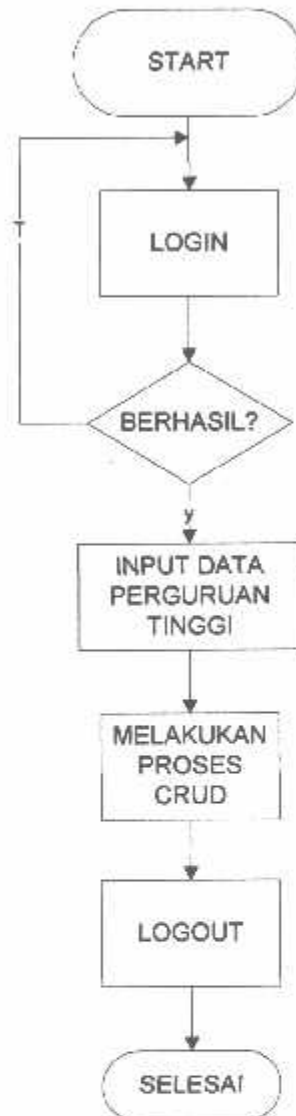 START
T
LOGIN
BERHASIL?
y
INPUT DATA
PERGURUAN
TINGGI
MELAKUKAN
PROSES
CRUD
LOGOUT
SELESAI